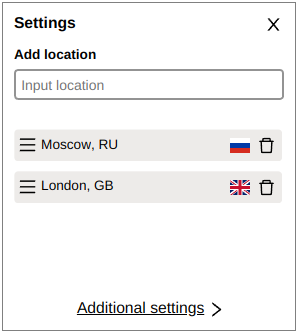 Settings
Add location
Input location
Moscow, RU
London, GB
Additional settings